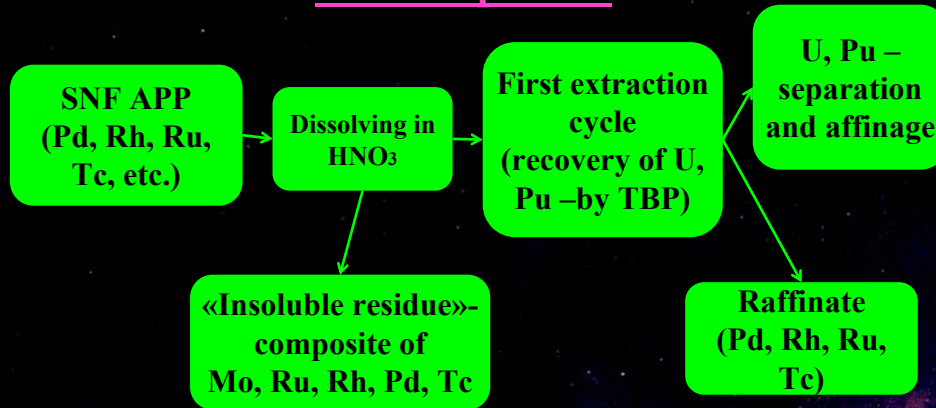 SNF APP
(Pd, Rh, Ru,
Tc, etc.)
Dissolving in
HNO₃
First extraction
cycle
(recovery of U,
Pu –by TBP)
U, Pu –
separation
and affinage
«Insoluble residue»-
composite of
Mo, Ru, Rh, Pd, Tc
Raffinate
(Pd, Rh, Ru,
Tc)